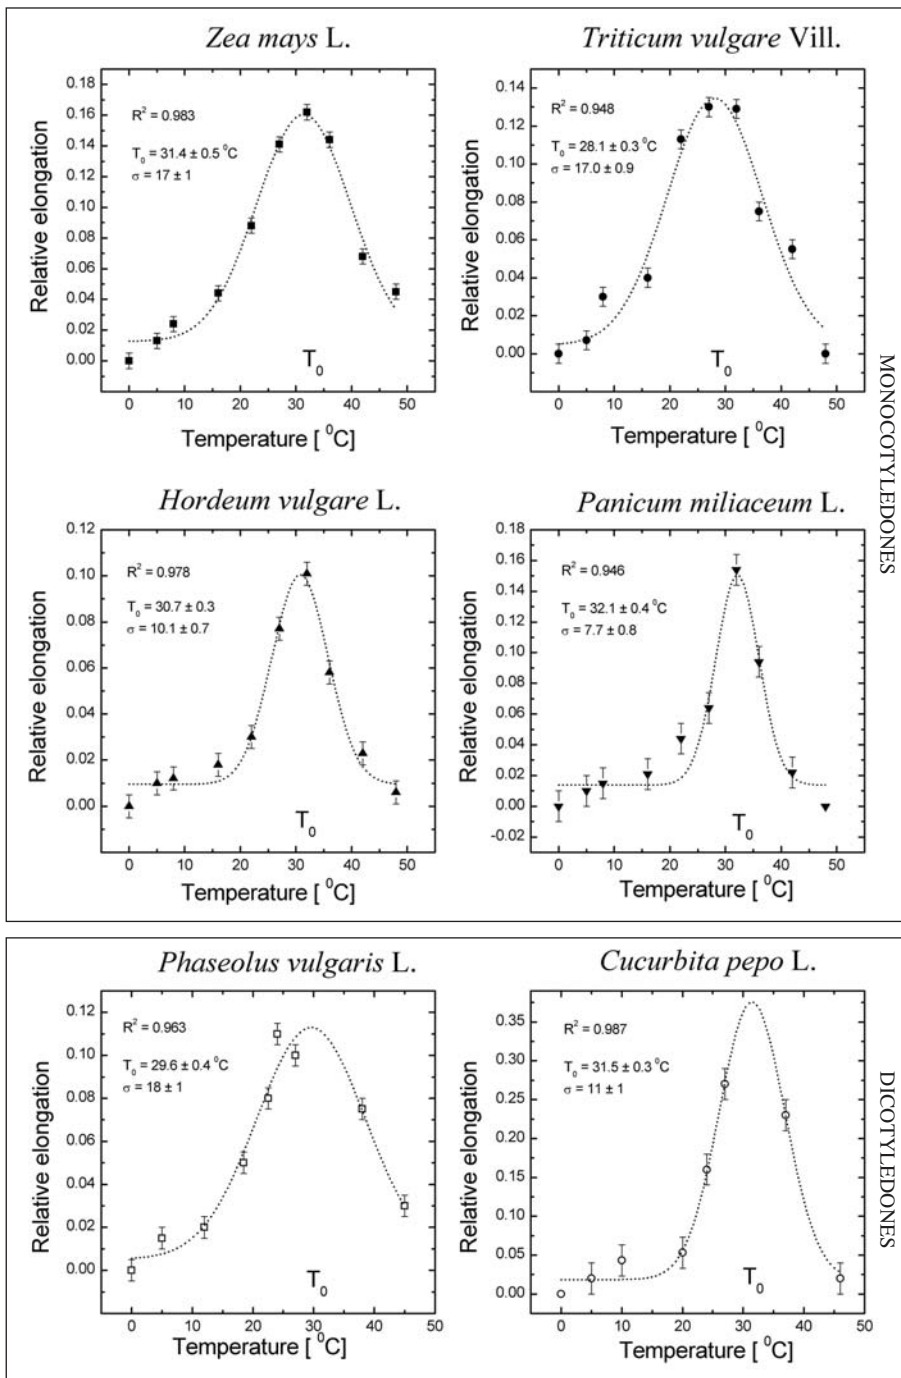 Zea mays L.
R² = 0.983
T₀ = 31.4 ± 0.5 ⁰C
σ = 17 ± 1
Relative elongation
0.16
0.14
0.12
0.10
0.08
0.06
0.04
0.02
0.00
T₀
0 10 20 30 40 50
Temperature [ ⁰C]
Triticum vulgare Vill.
R² = 0.948
T₀ = 28.1 ± 0.3 ⁰C
σ = 17.0 ± 0.9
Relative elongation
0.14
0.12
0.10
0.08
0.06
0.04
0.02
0.00
T₀
0 10 20 30 40 50
Temperature [ ⁰C]
Hordeum vulgare L.
R² = 0.978
T₀ = 30.7 ± 0.3
σ = 10.1 ± 0.7
Relative elongation
0.12
0.10
0.08
0.06
0.04
0.02
0.00
T₀
0 10 20 30 40 50
Temperature [ ⁰C]
Panicum miliaceum L.
R² = 0.946
T₀ = 32.1 ± 0.4 ⁰C
σ = 7.7 ± 0.8
Relative elongation
0.18
0.16
0.14
0.12
0.10
0.08
0.06
0.04
0.02
0.00
-0.02
T₀
0 10 20 30 40 50
Temperature [ ⁰C]
MONOCOTYLEDONES
Phaseolus vulgaris L.
R² = 0.963
T₀ = 29.6 ± 0.4 ⁰C
σ = 18 ± 1
Relative elongation
0.12
0.10
0.08
0.06
0.04
0.02
0.00
T₀
0 10 20 30 40 50
Temperature [ ⁰C]
Cucurbita pepo L.
R² = 0.987
T₀ = 31.5 ± 0.3 ⁰C
σ = 11 ± 1
Relative elongation
0.35
0.30
0.25
0.20
0.15
0.10
0.05
0.00
T₀
0 10 20 30 40 50
Temperature [ ⁰C]
DICOTYLEDONES